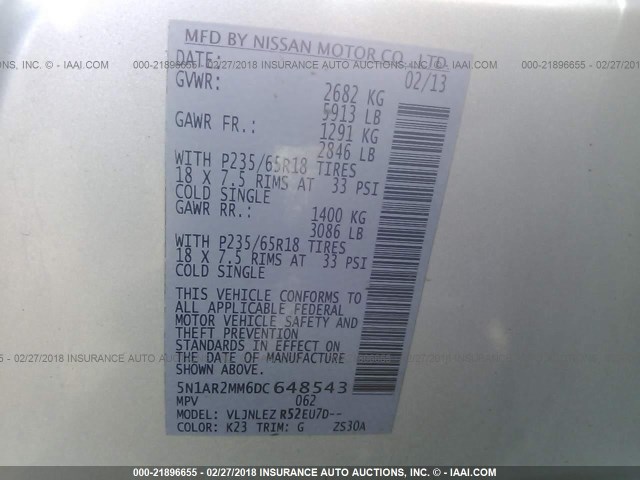 MFD BY NISSAN MOTOR CO., LTD.
DATE: 02/13
GVWR: 2682 KG
5913 LB
GAWR FR.: 1291 KG
2846 LB
WITH P235/65R18 TIRES
18 X 7.5 RIMS AT 33 PSI
COLD SINGLE
GAWR RR.: 1400 KG
3086 LB
WITH P235/65R18 TIRES
18 X 7.5 RIMS AT 33 PSI
COLD SINGLE
THIS VEHICLE CONFORMS TO
ALL APPLICABLE FEDERAL
MOTOR VEHICLE SAFETY AND
THEFT PREVENTION
STANDARDS IN EFFECT ON
THE DATE OF MANUFACTURE
SHOWN ABOVE.
5N1AR2MM6DC648543
MPV 062
MODEL: VLJNLEZ R52EU7D--
COLOR: K23 TRIM: G 2S30A
000-21896655 - 02/27/2018 INSURANCE AUTO AUCTIONS, INC. - IAAI.COM